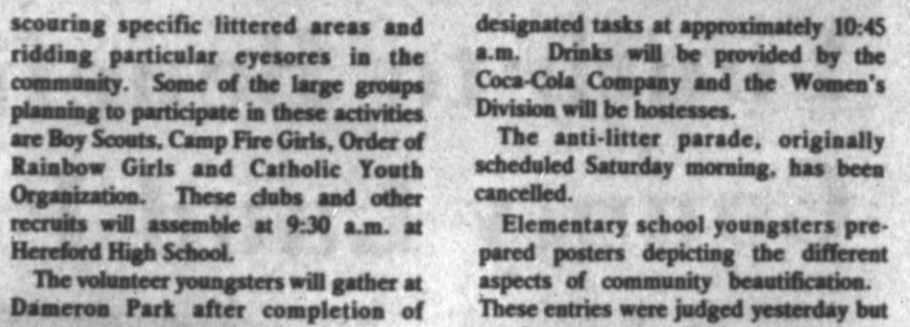 scouring specific littered areas and
ridding particular eyesores in the
community. Some of the large groups
planning to participate in these activities
are Boy Scouts, Camp Fire Girls, Order of
Rainbow Girls and Catholic Youth
Organization. These clubs and other
recruits will assemble at 9:30 a.m. at
Hereford High School.
The volunteer youngsters will gather at
Dameron Park after completion of
designated tasks at approximately 10:45
a.m. Drinks will be provided by the
Coca-Cola Company and the Women's
Division will be hostesses.
The anti-litter parade, originally
scheduled Saturday morning, has been
cancelled.
Elementary school youngsters pre-
pared posters depicting the different
aspects of community beautification.
These entries were judged yesterday but